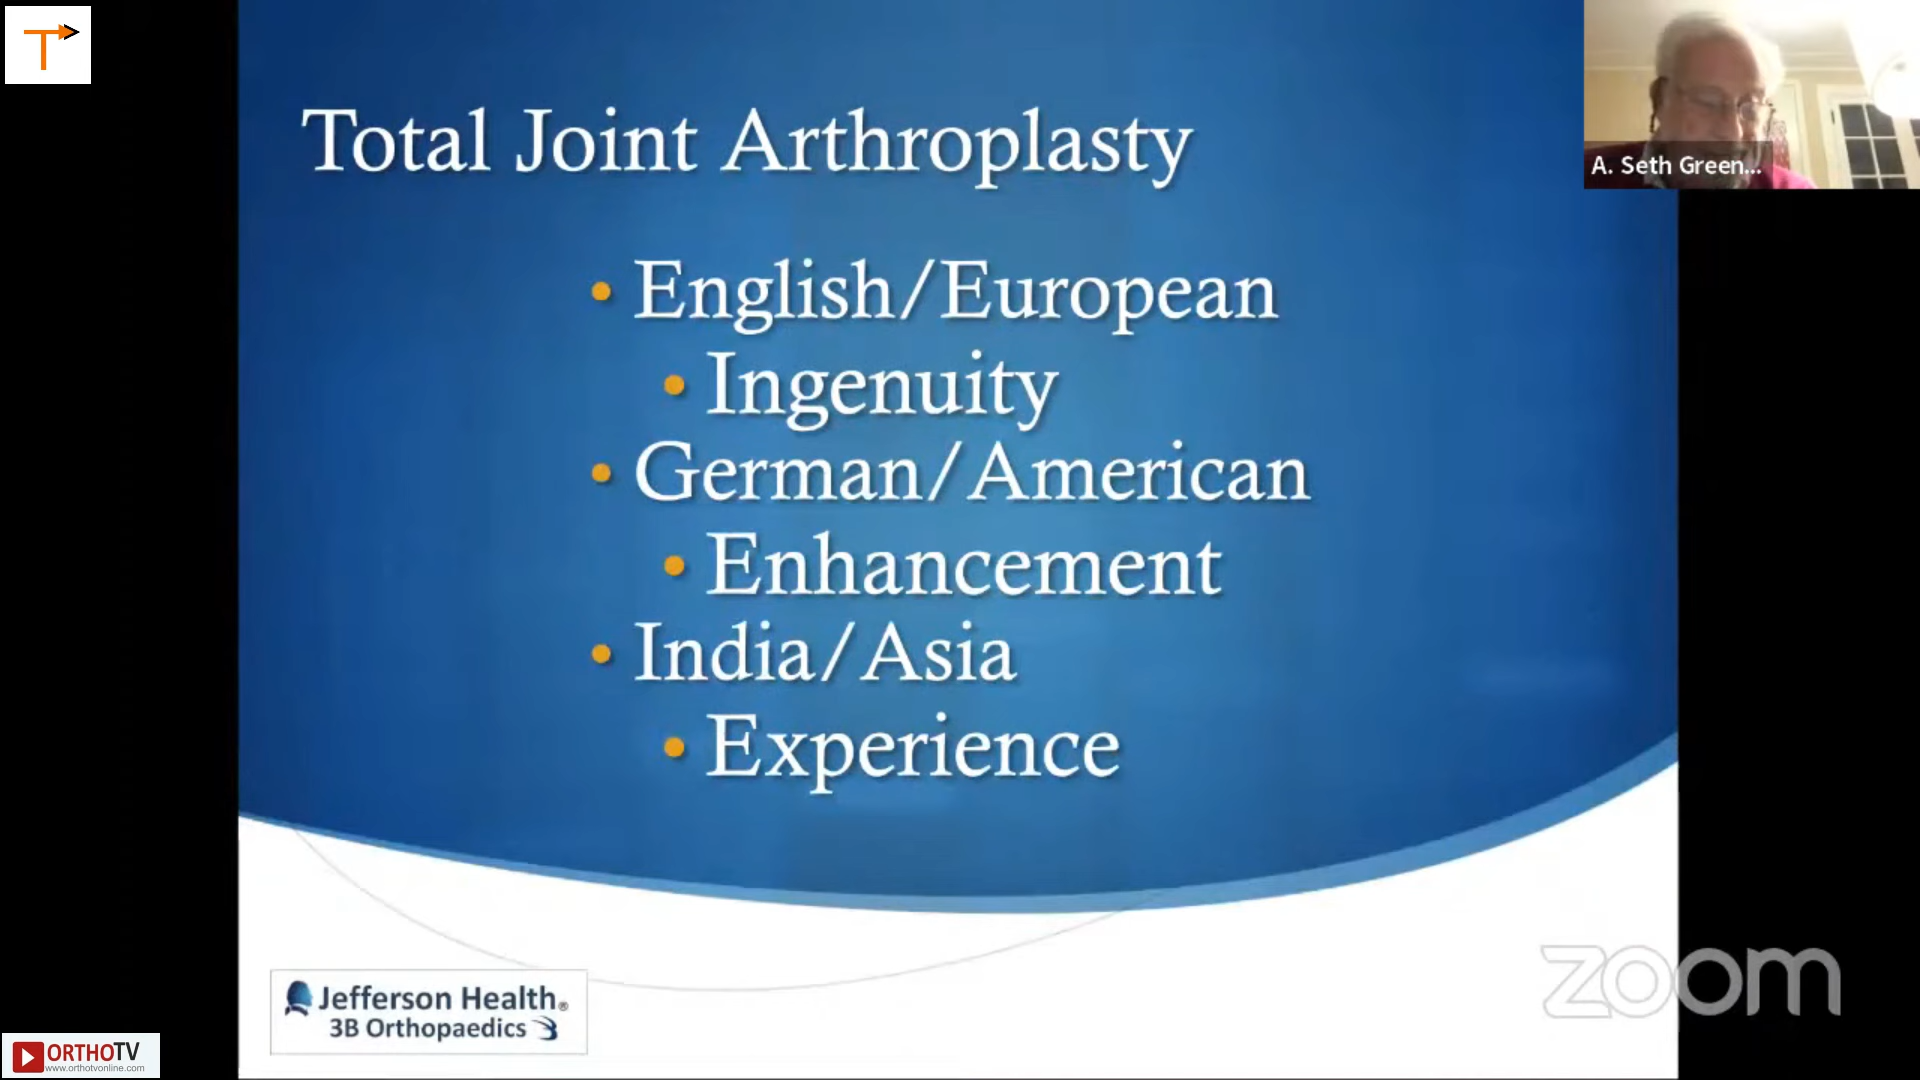 T
Total Joint Arthroplasty
A. Seth Green...
• English/European
• Ingenuity
• German/American
• Enhancement
• India/Asia
• Experience
Jefferson Health®
3B Orthopaedics
zoom
ORTHOTV
www.orthotvonline.com